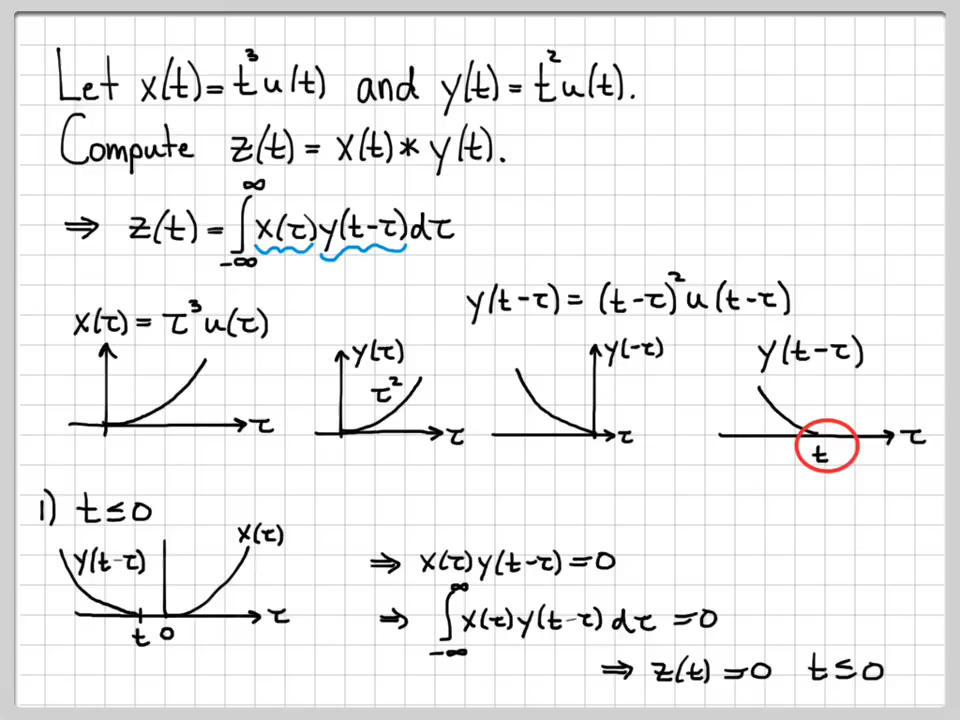 Let x(t) = t³u(t) and y(t) = t²u(t).
Compute z(t) = x(t) * y(t).
⇒ z(t) = ∫_{-∞}^{∞} x(τ)y(t-τ)dτ
x(τ) = τ³u(τ)
y(t-τ) = (t-τ)²u(t-τ)
τ
y(τ)
τ²
τ
y(-τ)
τ
y(t-τ)
t
τ
1) t ≤ 0
y(t-τ)
x(τ)
t 0
τ
⇒ x(τ)y(t-τ) = 0
⇒ ∫_{-∞}^{∞} x(τ)y(t-τ)dτ = 0
⇒ z(t) = 0 t ≤ 0